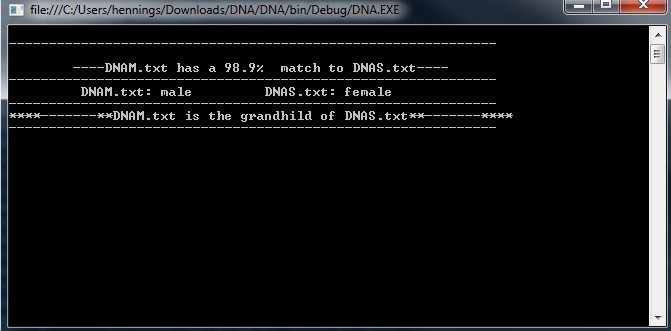 file:///C:/Users/hennings/Downloads/DNA/DNA/bin/Debug/DNA.EXE
-------------------------------------------------------------
----DNAM.txt has a 98.9%  match to DNAS.txt----
-------------------------------------------------------------
DNAM.txt: male         DNAS.txt: female
-------------------------------------------------------------
****-------**DNAM.txt is the grandhild of DNAS.txt**-------****
-------------------------------------------------------------